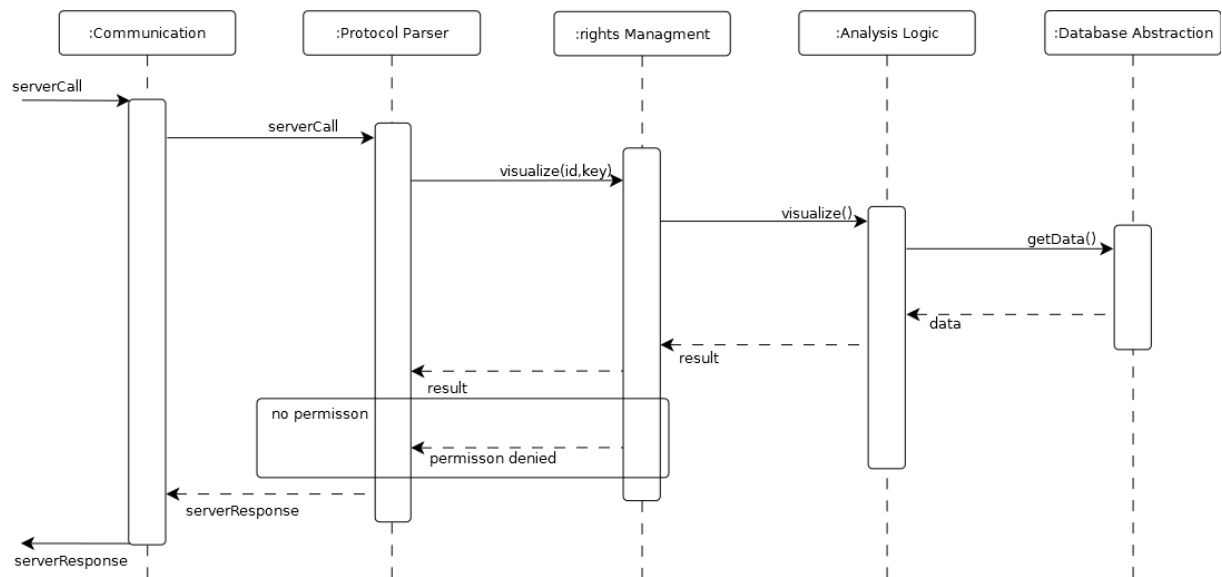 :Communication
:Protocol Parser
:rights Managment
:Analysis Logic
:Database Abstraction
serverCall
serverCall
visualize(id,key)
visualize()
getData()
data
result
result
no permisson
permisson denied
serverResponse
serverResponse